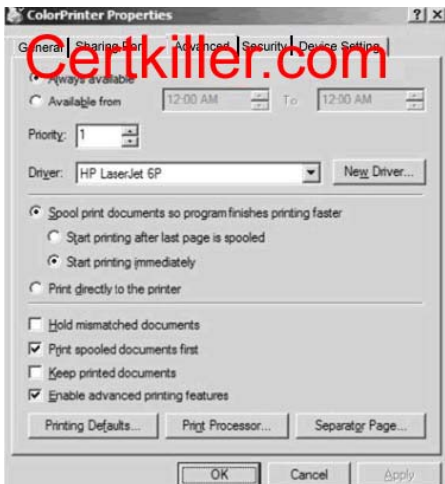 ColorPrinter Properties
General Sharing Advanced Security Device Setting
Certkiller.com
Always available
Available from 12:00 AM To 12:00 AM
Priority: 1
Driver: HP LaserJet 6P New Driver...
Spool print documents so program finishes printing faster
Start printing after last page is spooled
Start printing immediately
Print directly to the printer
Hold mismatched documents
Print spooled documents first
Keep printed documents
Enable advanced printing features
Printing Defaults... Print Processor... Separator Page...
OK Cancel Apply